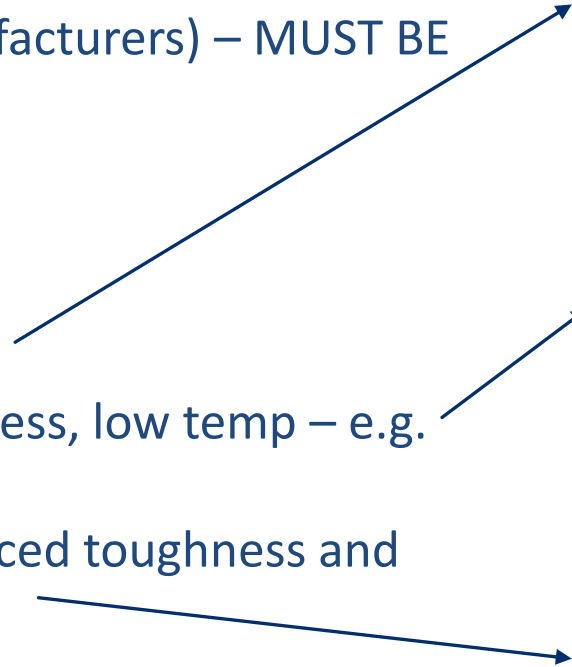 facturers) – MUST BE
ess, low temp – e.g.
ced toughness and